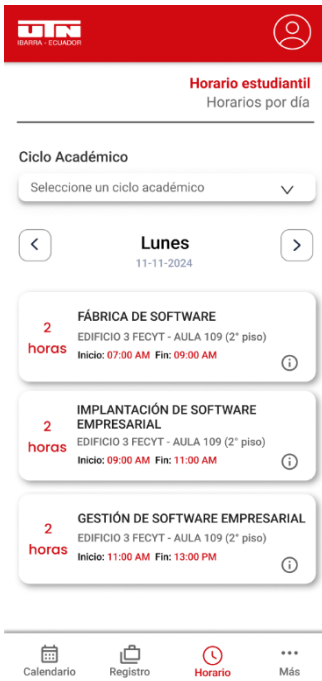 UTN
IBARRA - ECUADOR
Horario estudiantil
Horarios por día
Ciclo Académico
Seleccione un ciclo académico
Lunes
11-11-2024
2
horas
FÁBRICA DE SOFTWARE
EDIFICIO 3 FECYT - AULA 109 (2° piso)
Inicio: 07:00 AM Fin: 09:00 AM
2
horas
IMPLANTACIÓN DE SOFTWARE
EMPRESARIAL
EDIFICIO 3 FECYT - AULA 109 (2° piso)
Inicio: 09:00 AM Fin: 11:00 AM
2
horas
GESTIÓN DE SOFTWARE EMPRESARIAL
EDIFICIO 3 FECYT - AULA 109 (2° piso)
Inicio: 11:00 AM Fin: 13:00 PM
Calendario
Registro
Horario
Más